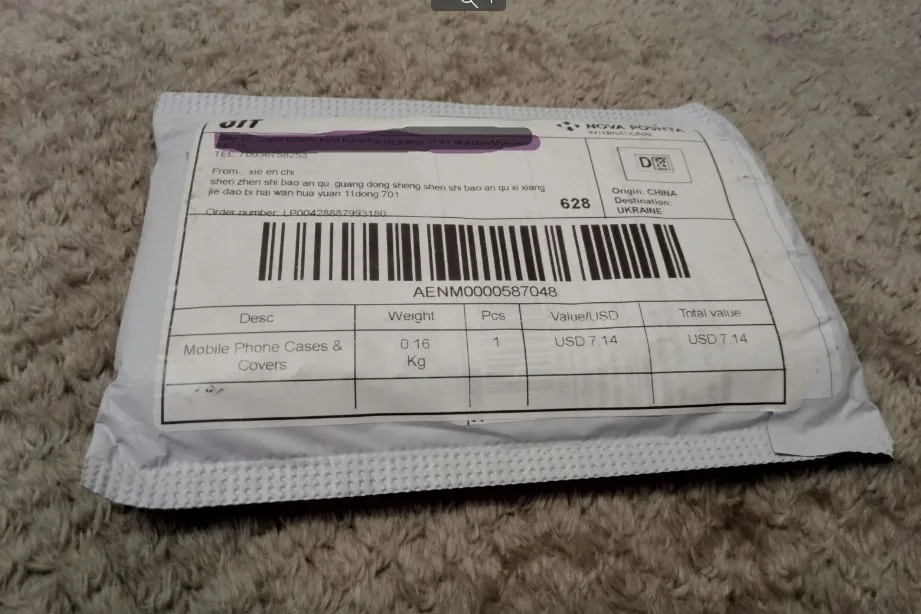 UIT
NOVA POSHTA
INTERNATIONAL
TEL:
From: xie en chi
shen zhen shi bao an qu guang dong sheng shen shi bao an qu xi xiang
jie dao bi hai wan hua yuan 11dong 701
628
Order number: LP00428887993180
D
Origin: CHINA
Destination:
UKRAINE
AENM0000587048
Desc Weight Pcs Value/USD Total value
Mobile Phone Cases & Covers 0 16 Kg 1 USD 7.14 USD 7.14